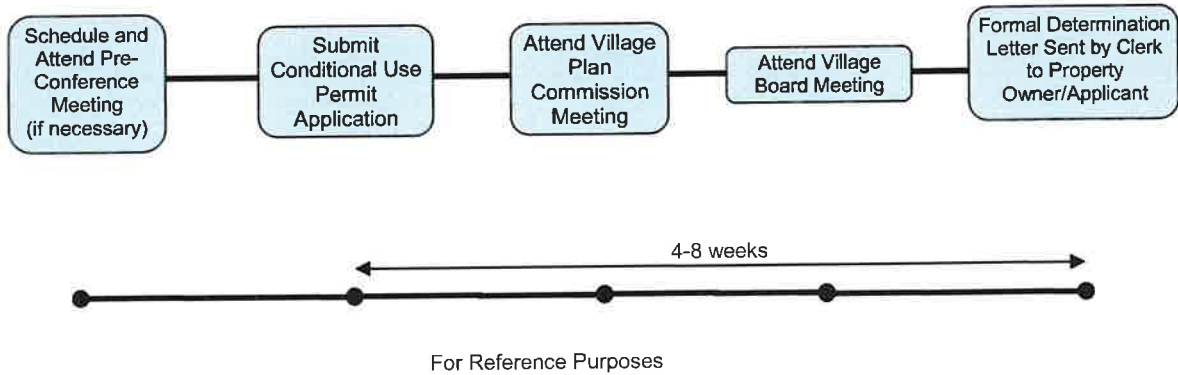 Schedule and
Attend Pre-
Conference
Meeting
(if necessary)
Submit
Conditional Use
Permit
Application
Attend Village
Plan
Commission
Meeting
Attend Village
Board Meeting
Formal Determination
Letter Sent by Clerk
to Property
Owner/Applicant
4-8 weeks
For Reference Purposes